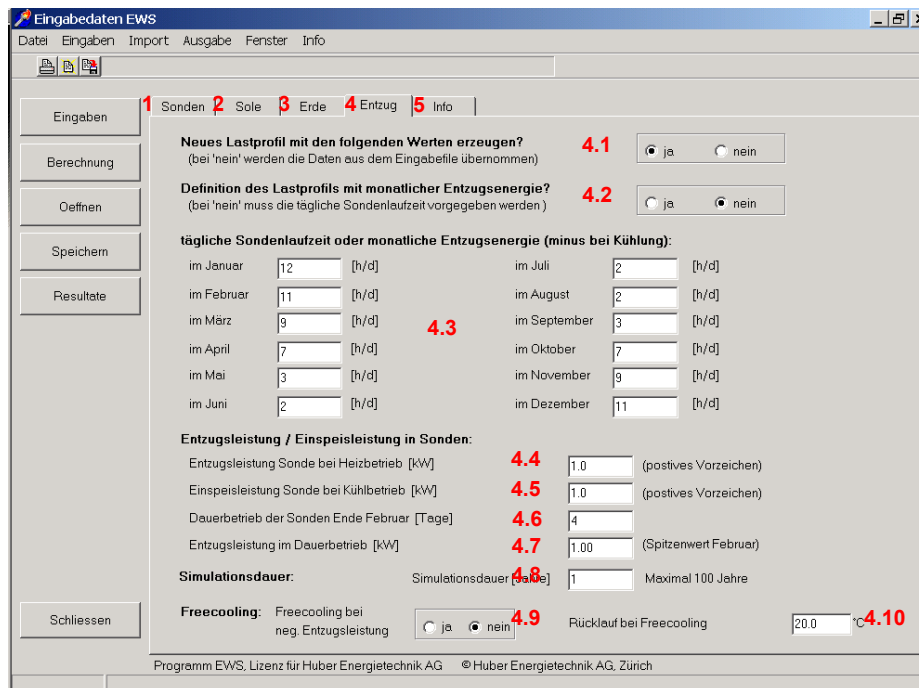 Eingabedaten EWS
Datei Eingaben Import Ausgabe Fenster Info
1 Sonden 2 Sole 3 Erde 4 Entzug 5 Info
Eingaben
Berechnung
Oeffnen
Speichern
Resultate
Schliessen
Neues Lastprofil mit den folgenden Werten erzeugen? 4.1 ja nein
(bei 'nein' werden die Daten aus dem Eingabefile übernommen)
Definition des Lastprofils mit monatlicher Entzugsenergie? 4.2 ja nein
(bei 'nein' muss die tägliche Sondenlaufzeit vorgegeben werden )
tägliche Sondenlaufzeit oder monatliche Entzugsenergie (minus bei Kühlung):
im Januar 12 [h/d] im Juli 2 [h/d]
im Februar 11 [h/d] im August 2 [h/d]
im März 9 [h/d] 4.3 im September 3 [h/d]
im April 7 [h/d] im Oktober 7 [h/d]
im Mai 3 [h/d] im November 9 [h/d]
im Juni 2 [h/d] im Dezember 11 [h/d]
Entzugsleistung / Einspeisleistung in Sonden:
Entzugsleistung Sonde bei Heizbetrieb [kW] 4.4 1.0 (postives Vorzeichen)
Einspeisleistung Sonde bei Kühlbetrieb [kW] 4.5 1.0 (postives Vorzeichen)
Dauerbetrieb der Sonden Ende Februar [Tage] 4.6 4
Entzugsleistung im Dauerbetrieb [kW] 4.7 1.00 (Spitzenwert Februar)
Simulationsdauer: Simulationsdauer [Jahre] 4.8 1 Maximal 100 Jahre
Freecooling: Freecooling bei
neg. Entzugsleistung ja nein 4.9 Rücklauf bei Freecooling 20.0 °C 4.10
Programm EWS, Lizenz für Huber Energietechnik AG © Huber Energietechnik AG, Zürich